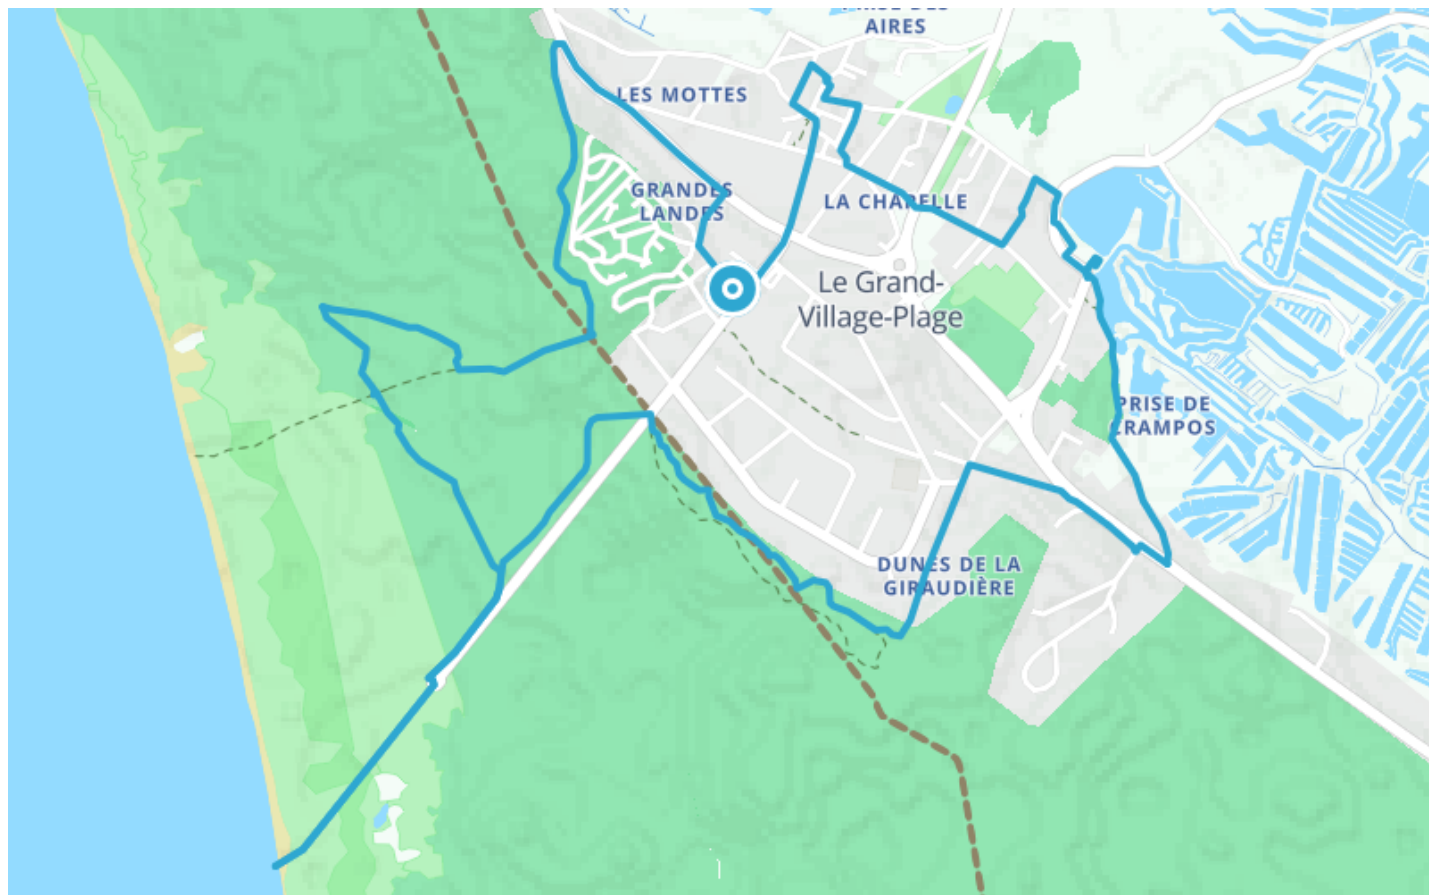 AIRES
LES MOTTES
GRANDES
LANDES
LA CHAPELLE
Le Grand-
Village-Plage
PRISE DE
CRAMPOS
DUNES DE LA
GIRAUDIÈRE